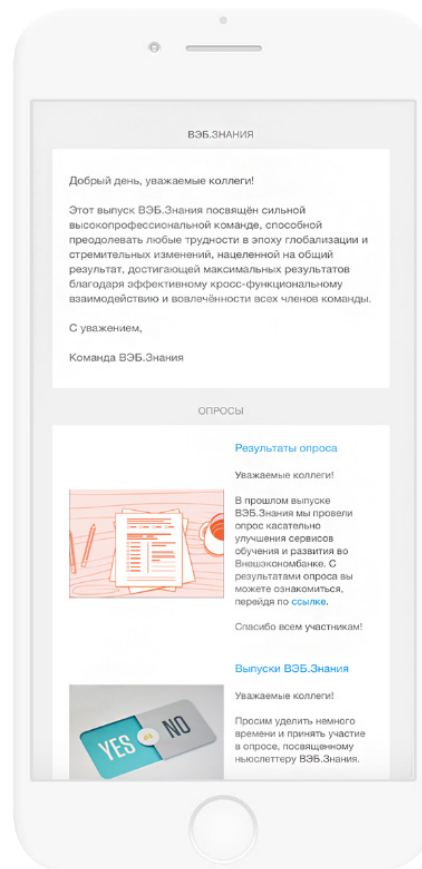 ВЭБ.ЗНАНИЯ
Добрый день, уважаемые коллеги!
Этот выпуск ВЭБ.Знания посвящён сильной
высокопрофессиональной команде, способной
преодолевать любые трудности в эпоху глобализации и
стремительных изменений, нацеленной на общий
результат, достигающей максимальных результатов
благодаря эффективному кросс-функциональному
взаимодействию и вовлечённости всех членов команды.
С уважением,
Команда ВЭБ.Знания
ОПРОСЫ
Результаты опроса
Уважаемые коллеги!
В прошлом выпуске
ВЭБ.Знания мы провели
опрос касательно
улучшения сервисов
обучения и развития во
Внешэкономбанке. С
результатами опроса вы
можете ознакомиться,
перейдя по ссылке.
Спасибо всем участникам!
Выпуски ВЭБ.Знания
Уважаемые коллеги!
Просим уделить немного
времени и принять участие
в опросе, посвященному
ньюслеттеру ВЭБ.Знания.
YES
NO